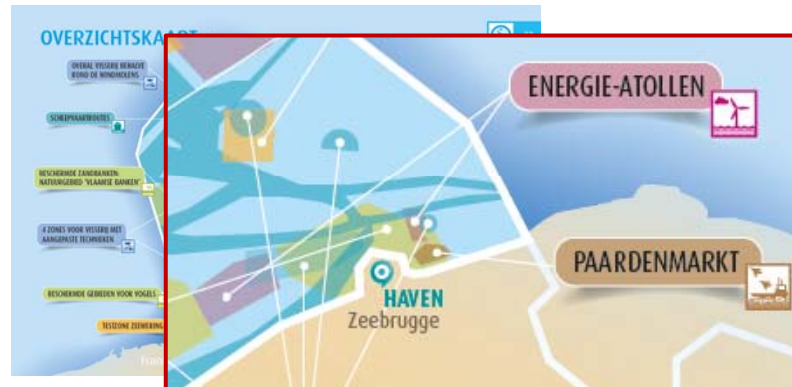 OVERZICHTSKAART
OVERAL VISSERIJ BEHALVE
ROND DE WINDMOLENS
SCHEEPVAARTROUTES
BESCHERMDE ZANDBANKEN:
NATUURGEBIED 'VLAAMSE BANKEN'
4 ZONES VOOR VISSERIJ MET
AANGEPASTE TECHNIEKEN
BESCHERMDE GEBIEDEN VOOR VOGELS
TESTZONE ZEEWERING
ENERGIE-ATOLLEN
PAARDENMARKT
HAVEN
Zeebrugge